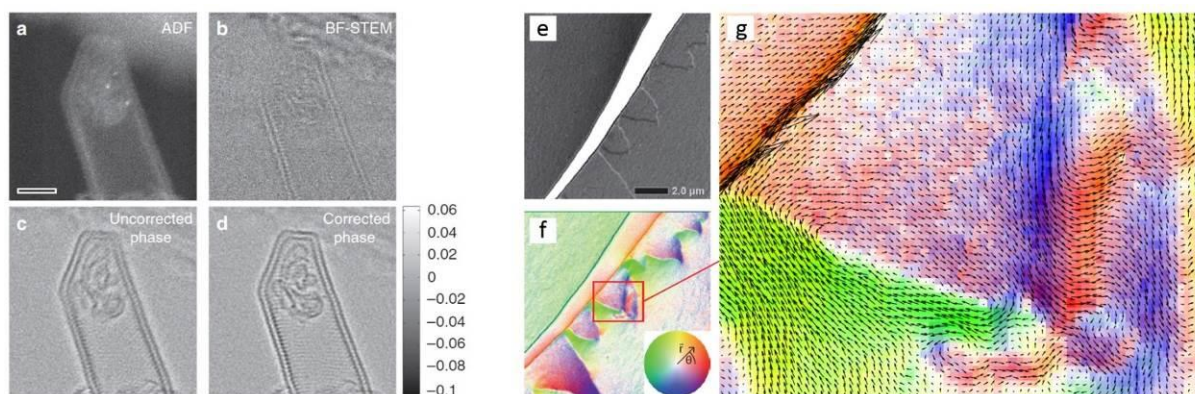 a
ADF
b
BF-STEM
c
Uncorrected
phase
d
Corrected
phase
0.06
0.04
0.02
0
−0.02
−0.04
−0.06
−0.08
−0.1
e
2.0 µm
f
r
θ
g